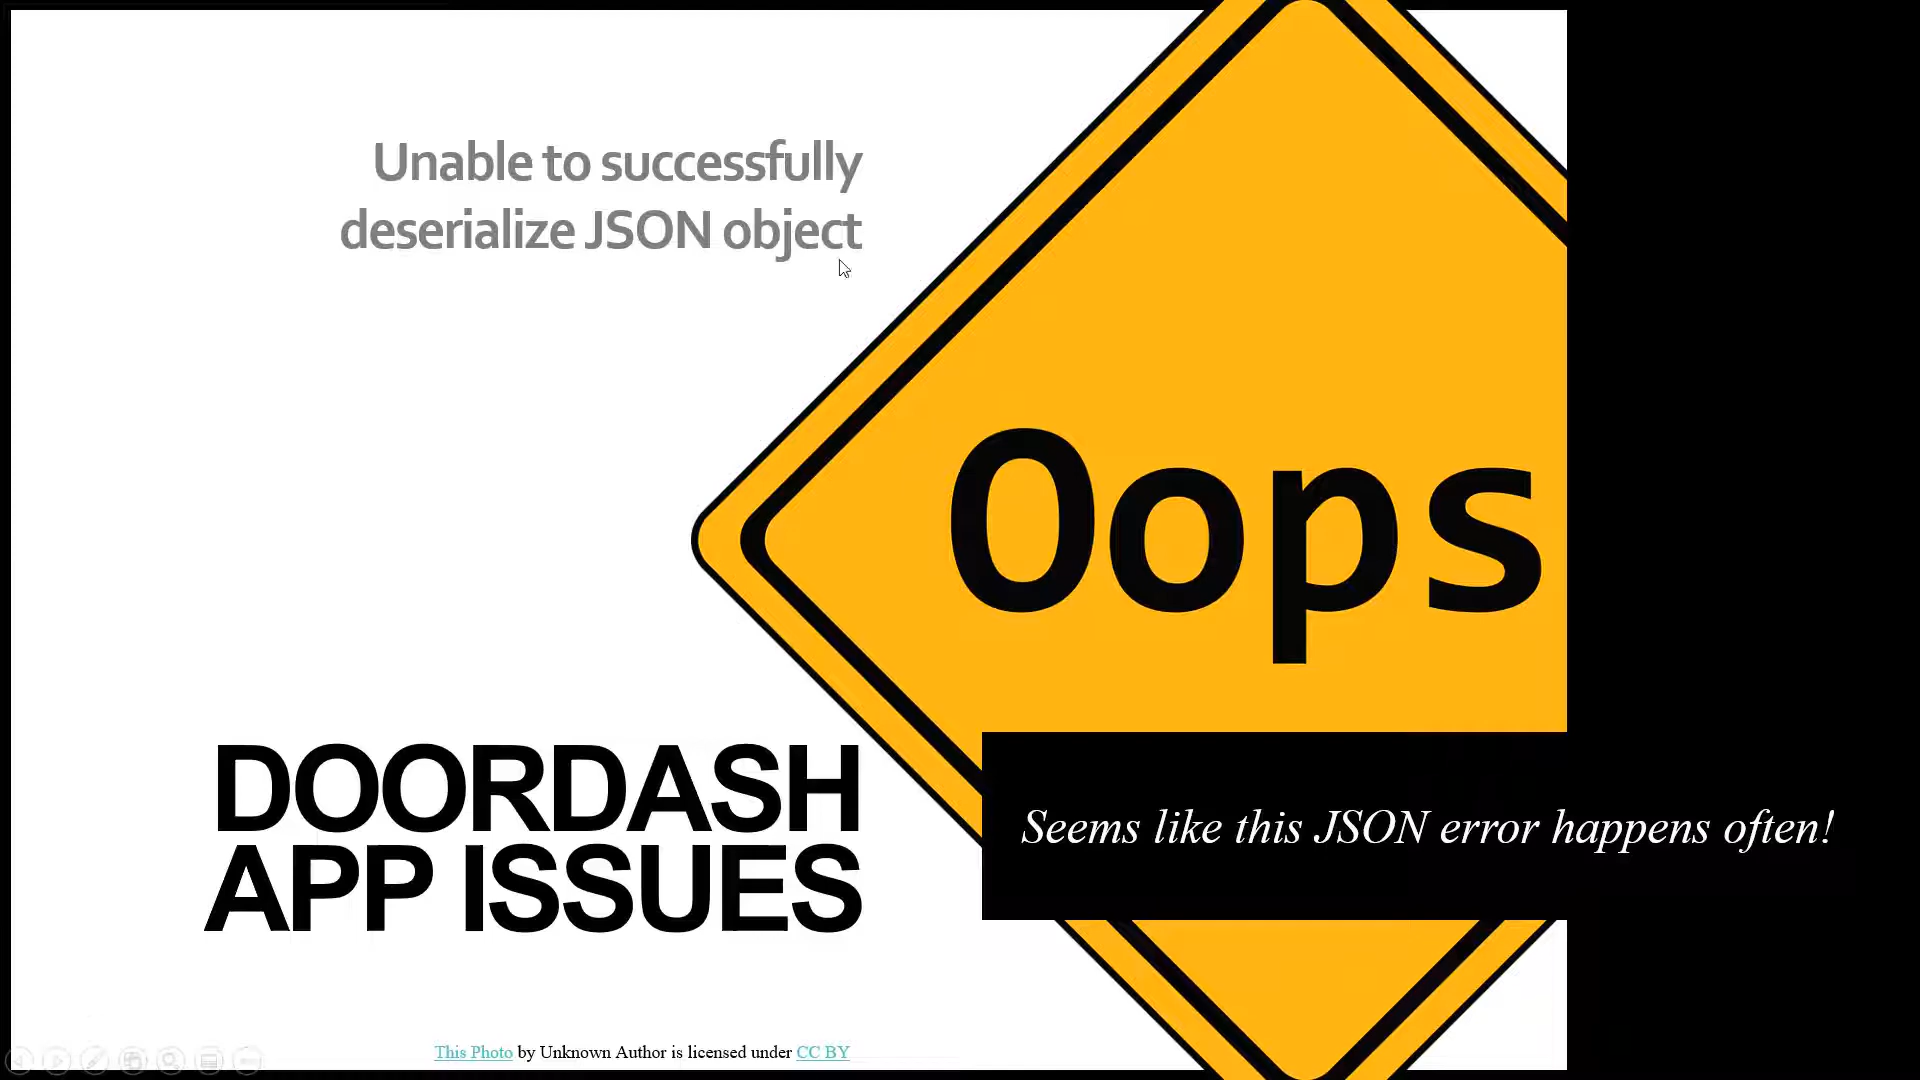 Unable to successfully
deserialize JSON object
Oops
DOORDASH
APP ISSUES
Seems like this JSON error happens often!
This Photo by Unknown Author is licensed under CC BY